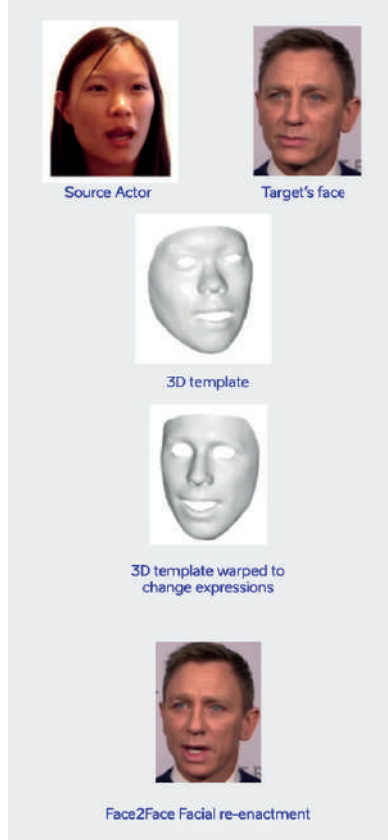 Source Actor
Target's face
3D template
3D template warped to
change expressions
Face2Face Facial re-enactment